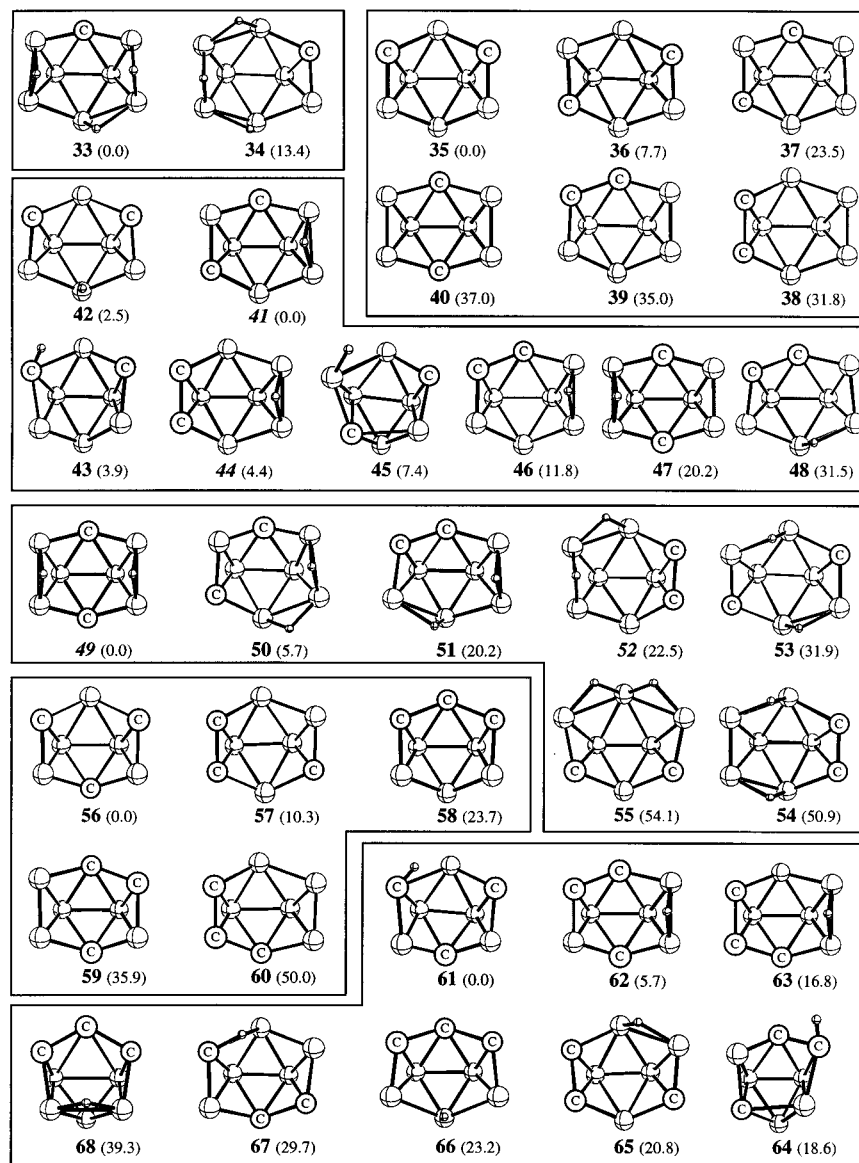 C C C C C C
33 (0.0) 34 (13.4) 35 (0.0) 36 (7.7) 37 (23.5)
C C C C C C C C C C C
42 (2.5) 41 (0.0) 40 (37.0) 39 (35.0) 38 (31.8)
C C C C C C C C C C C C
43 (3.9) 44 (4.4) 45 (7.4) 46 (11.8) 47 (20.2) 48 (31.5)
C C C C C C C C C C
49 (0.0) 50 (5.7) 51 (20.2) 52 (22.5) 53 (31.9)
C C C C C C C C C C C C C
56 (0.0) 57 (10.3) 58 (23.7) 55 (54.1) 54 (50.9)
C C C C C C C C C C C C C C C
59 (35.9) 60 (50.0) 61 (0.0) 62 (5.7) 63 (16.8)
C C C C C C C C C C C C C C C C
68 (39.3) 67 (29.7) 66 (23.2) 65 (20.8) 64 (18.6)